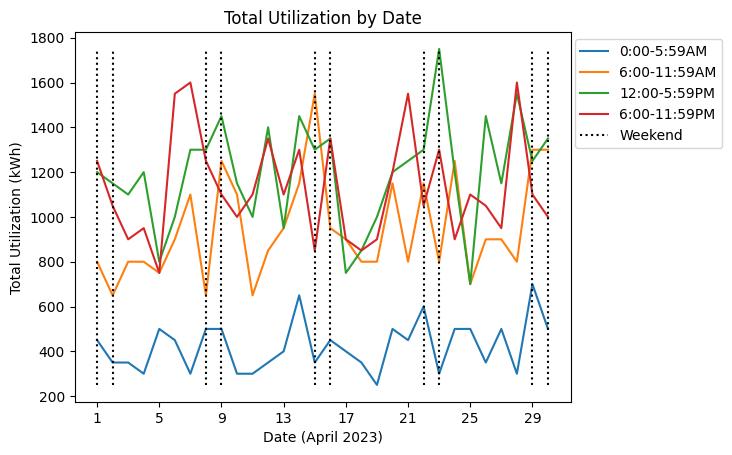 Total Utilization by Date
Total Utilization (kWh)
1800
1600
1400
1200
1000
800
600
400
200
1 5 9 13 17 21 25 29
Date (April 2023)
0:00-5:59AM
6:00-11:59AM
12:00-5:59PM
6:00-11:59PM
Weekend